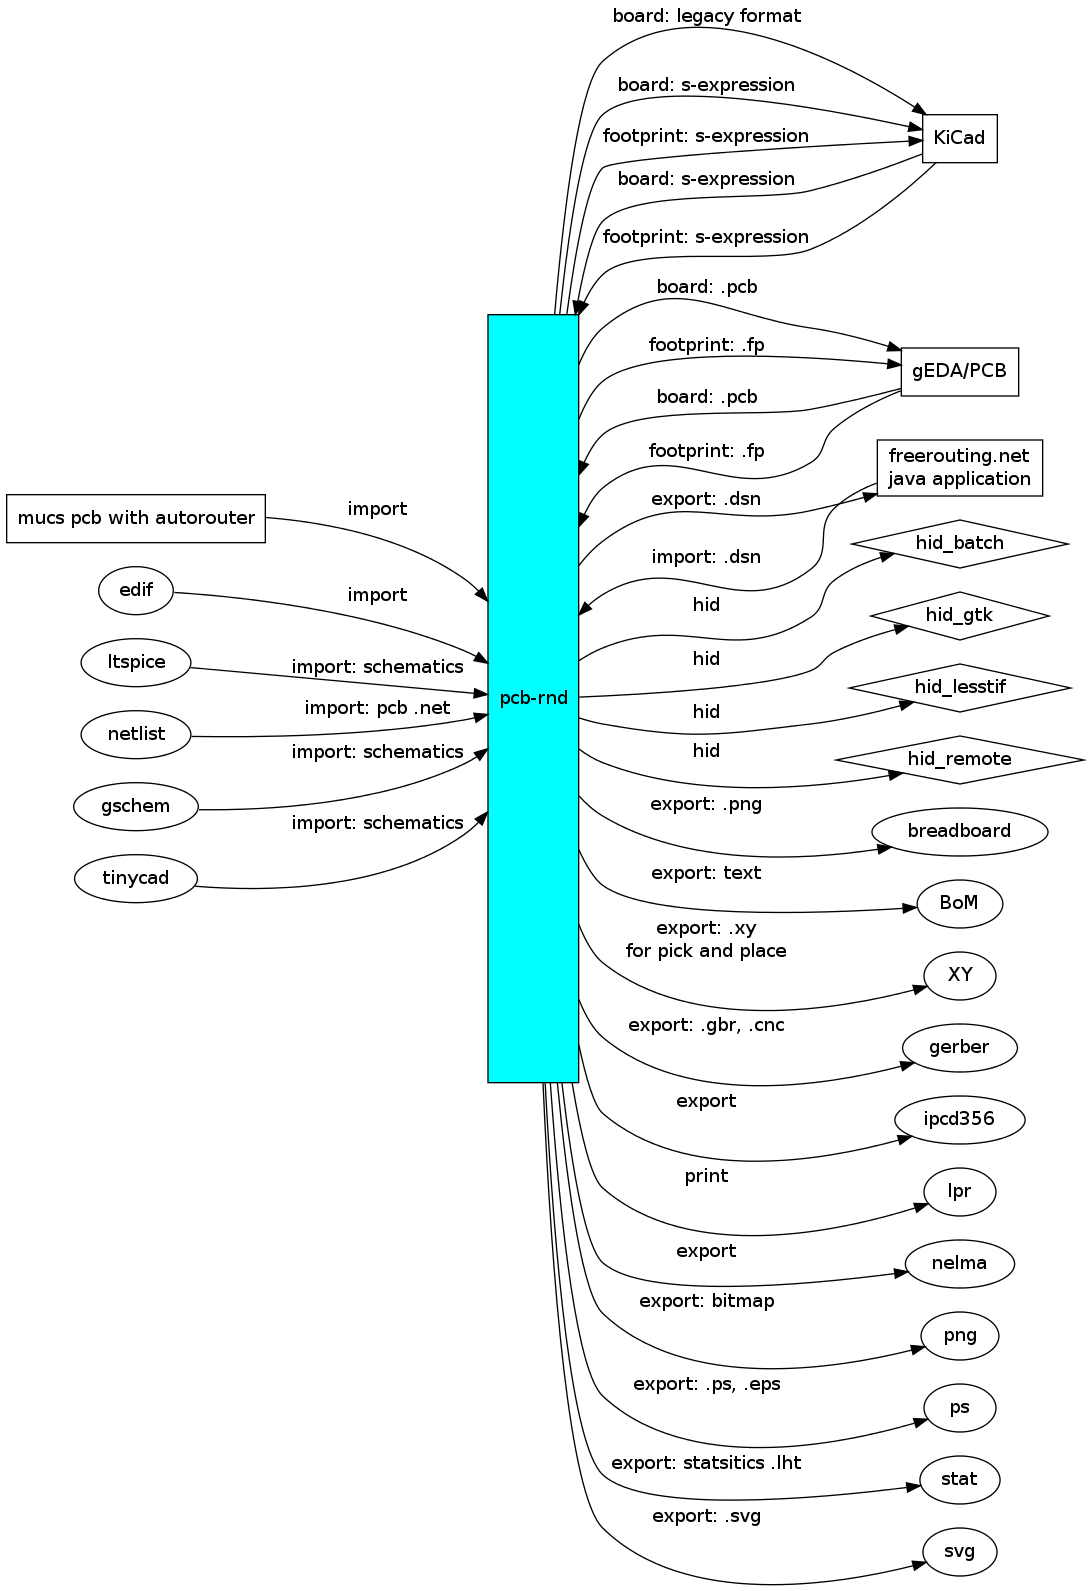 board: legacy format
board: s-expression
footprint: s-expression
KiCad
board: s-expression
footprint: s-expression
board: .pcb
footprint: .fp
gEDA/PCB
board: .pcb
footprint: .fp
freerouting.net
java application
export: .dsn
mucs pcb with autorouter
import
hid_batch
import: .dsn
edif
import
hid
hid_gtk
ltspice
import: schematics
hid
hid_lesstif
pcb-rnd
netlist
import: pcb .net
hid
hid_remote
import: schematics
hid
gschem
export: .png
import: schematics
breadboard
tinycad
export: text
BoM
export: .xy
for pick and place
XY
export: .gbr, .cnc
gerber
export
ipcd356
print
lpr
export
nelma
export: bitmap
png
export: .ps, .eps
ps
export: statsitics .lht
stat
export: .svg
svg